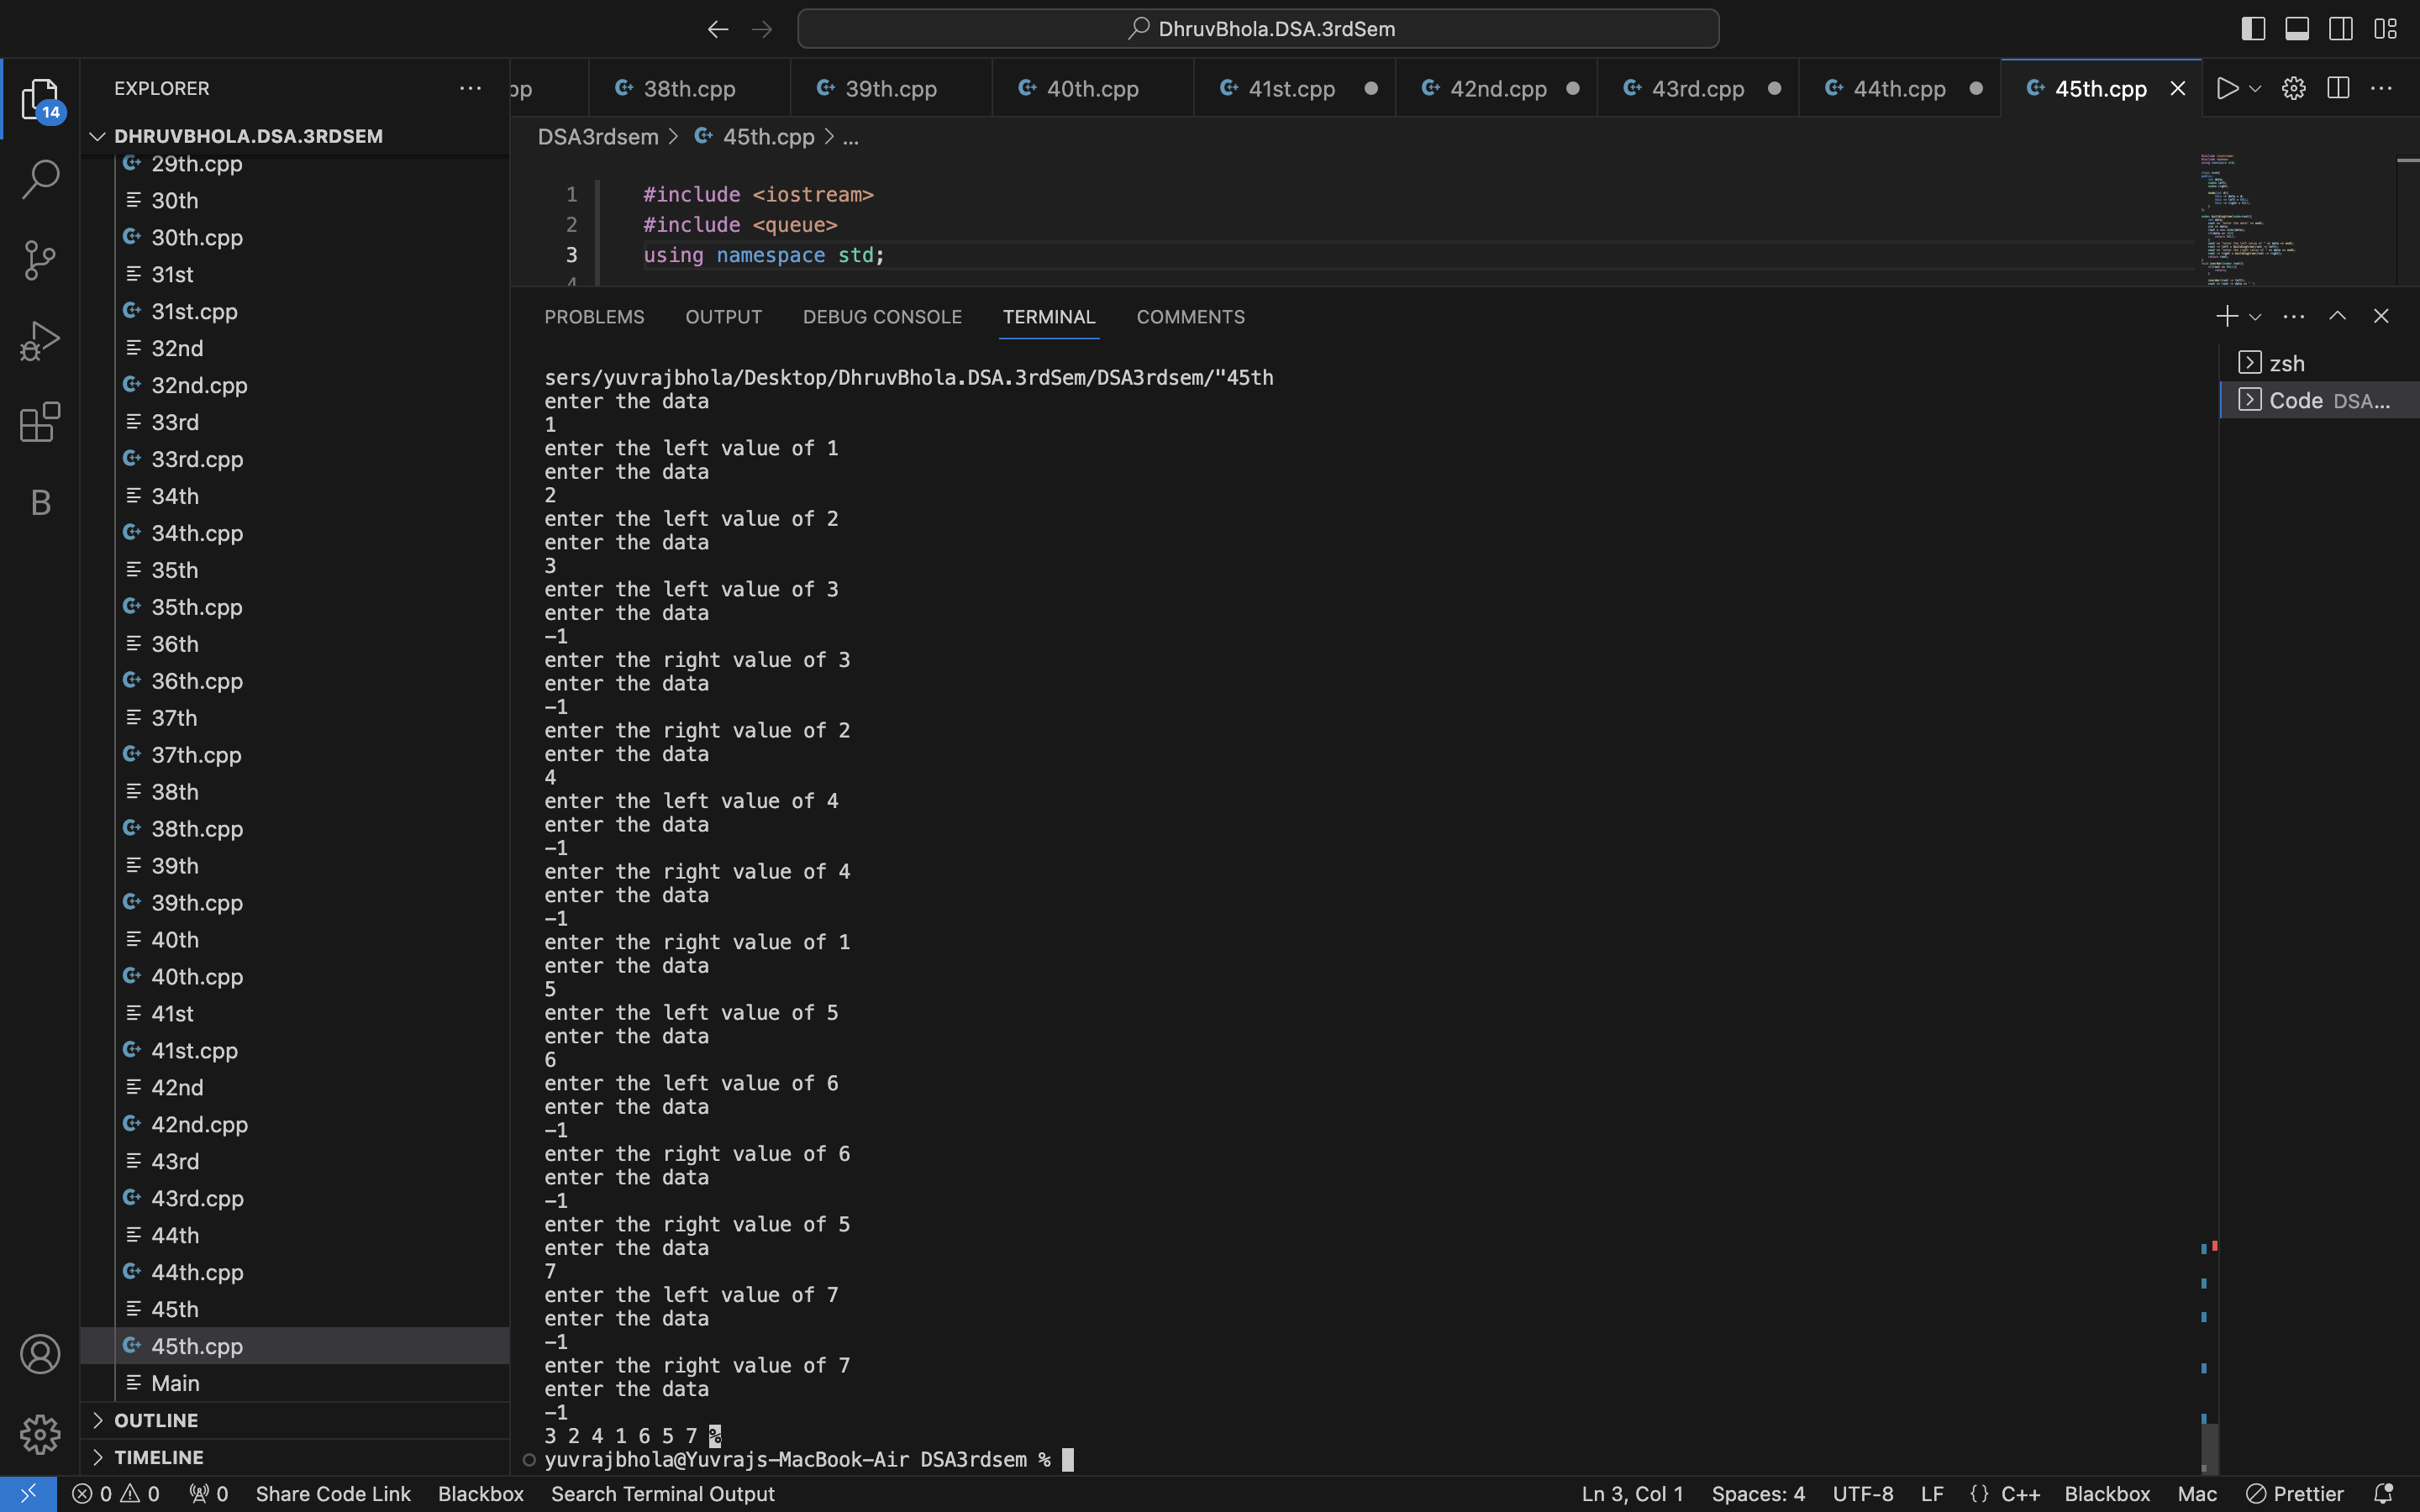 DhruvBhola.DSA.3rdSem
EXPLORER
14
DHRUVBHOLA.DSA.3RDSEM
29th.cpp
30th
30th.cpp
31st
31st.cpp
32nd
32nd.cpp
33rd
33rd.cpp
34th
34th.cpp
35th
35th.cpp
36th
36th.cpp
37th
37th.cpp
38th
38th.cpp
39th
39th.cpp
40th
40th.cpp
41st
41st.cpp
42nd
42nd.cpp
43rd
43rd.cpp
44th
44th.cpp
45th
45th.cpp
Main
OUTLINE
TIMELINE
B
pp 38th.cpp 39th.cpp 40th.cpp 41st.cpp 42nd.cpp 43rd.cpp 44th.cpp 45th.cpp
DSA3rdsem > 45th.cpp > ...
1 #include <iostream>
2 #include <queue>
3 using namespace std;
4
PROBLEMS OUTPUT DEBUG CONSOLE TERMINAL COMMENTS
zsh
Code DSA...
sers/yuvrajbhola/Desktop/DhruvBhola.DSA.3rdSem/DSA3rdsem/"45th
enter the data
1
enter the left value of 1
enter the data
2
enter the left value of 2
enter the data
3
enter the left value of 3
enter the data
-1
enter the right value of 3
enter the data
-1
enter the right value of 2
enter the data
4
enter the left value of 4
enter the data
-1
enter the right value of 4
enter the data
-1
enter the right value of 1
enter the data
5
enter the left value of 5
enter the data
6
enter the left value of 6
enter the data
-1
enter the right value of 6
enter the data
-1
enter the right value of 5
enter the data
7
enter the left value of 7
enter the data
-1
enter the right value of 7
enter the data
-1
3 2 4 1 6 5 7 %
yuvrajbhola@Yuvrajs-MacBook-Air DSA3rdsem %
0 0 0 Share Code Link Blackbox Search Terminal Output Ln 3, Col 1 Spaces: 4 UTF-8 LF {} C++ Blackbox Mac Prettier